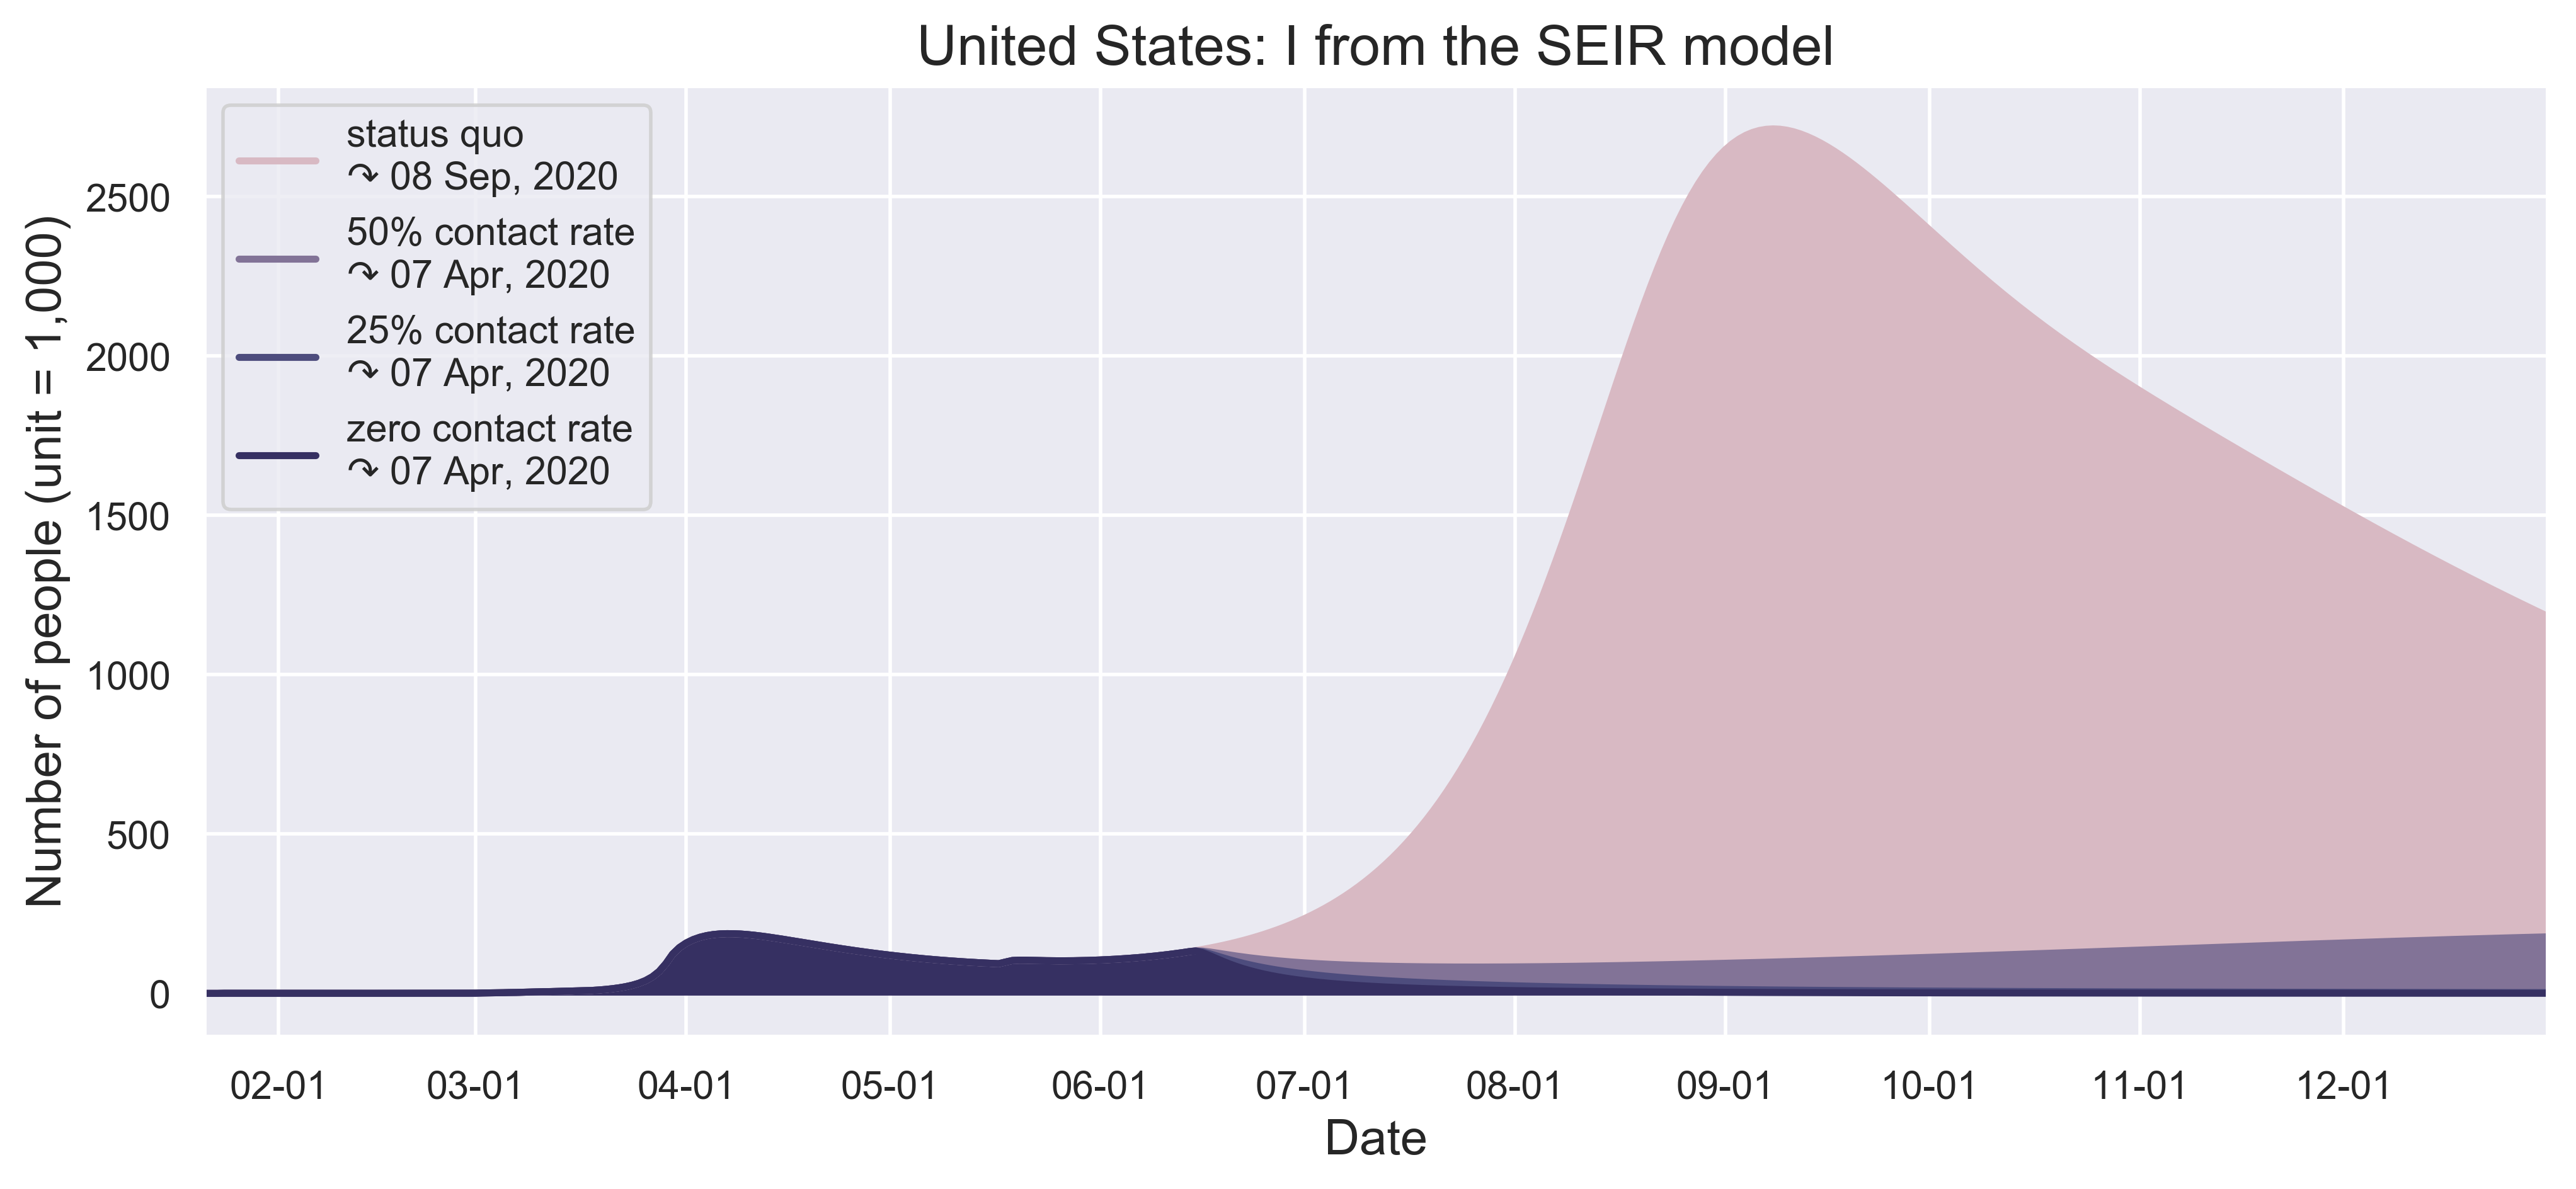 United States: I from the SEIR model
status quo
↷ 08 Sep, 2020
50% contact rate
↷ 07 Apr, 2020
25% contact rate
↷ 07 Apr, 2020
zero contact rate
↷ 07 Apr, 2020
Number of people (unit = 1,000)
2500
2000
1500
1000
500
0
02-01
03-01
04-01
05-01
06-01
07-01
08-01
09-01
10-01
11-01
12-01
Date